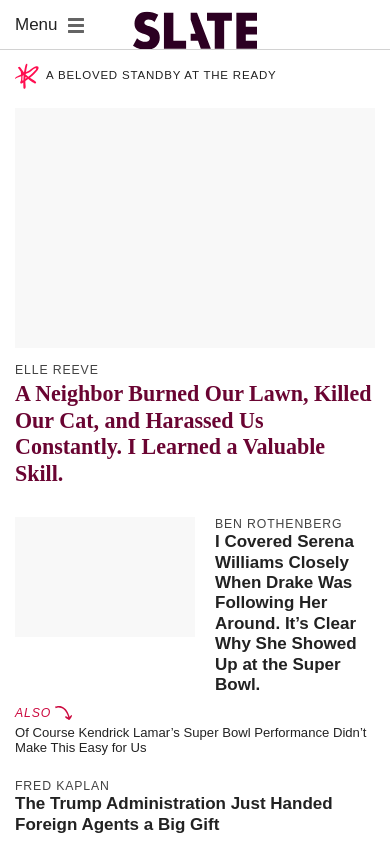 Menu
SLATE
A BELOVED STANDBY AT THE READY
ELLE REEVE
A Neighbor Burned Our Lawn, Killed
Our Cat, and Harassed Us
Constantly. I Learned a Valuable
Skill.
BEN ROTHENBERG
I Covered Serena
Williams Closely
When Drake Was
Following Her
Around. It’s Clear
Why She Showed
Up at the Super
Bowl.
ALSO
Of Course Kendrick Lamar’s Super Bowl Performance Didn’t
Make This Easy for Us
FRED KAPLAN
The Trump Administration Just Handed
Foreign Agents a Big Gift